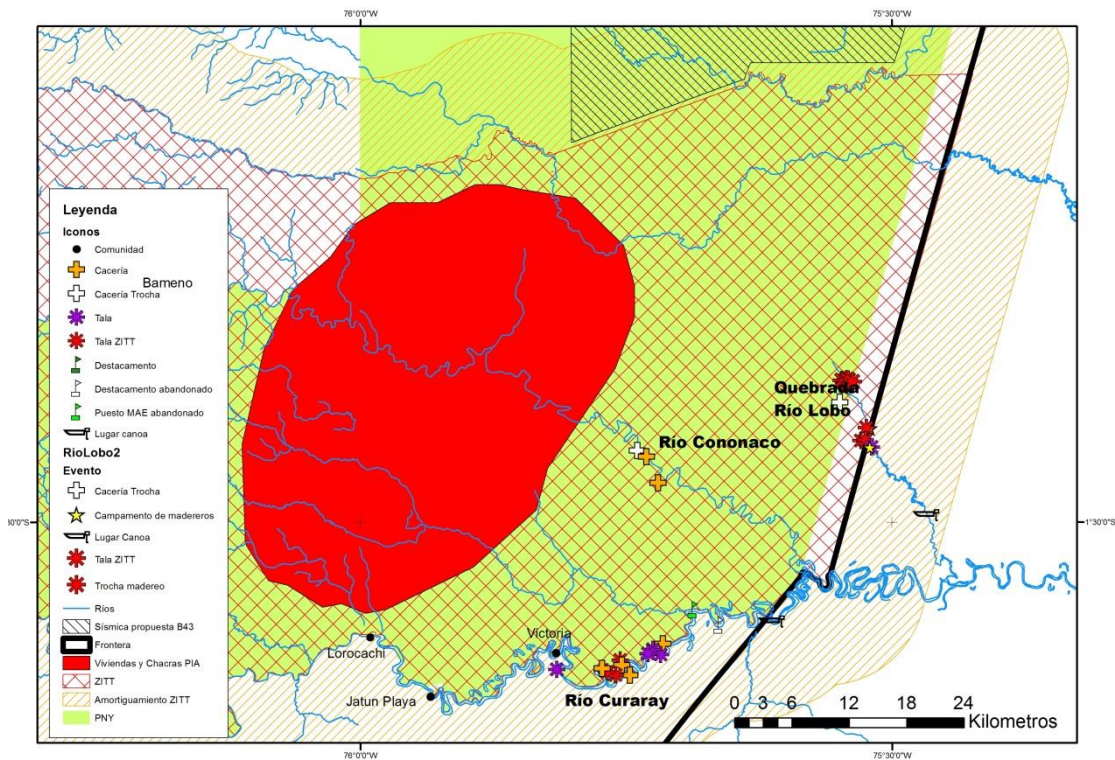 76°0'0"W
75°30'0"W
Leyenda
Iconos
Comunidad
Cacería
Bameno
Cacería Trocha
Tala
Tala ZITT
Destacamento
Destacamento abandonado
Puesto MAE abandonado
Lugar canoa
RioLobo2
Evento
Cacería Trocha
Campamento de madereros
Lugar Canoa
Tala ZITT
Trocha madereo
Ríos
Sísmica propuesta B43
Frontera
Viviendas y Chacras PIA
ZITT
Amortiguamiento ZITT
PNY
Quebrada
Río Lobo
Río Cononaco
30'0"S
1°30'0"S
Victoria
Lorocachi
Jatun Playa
Río Curaray
0 3 6 12 18 24
Kilometros
76°0'0"W
75°30'0"W